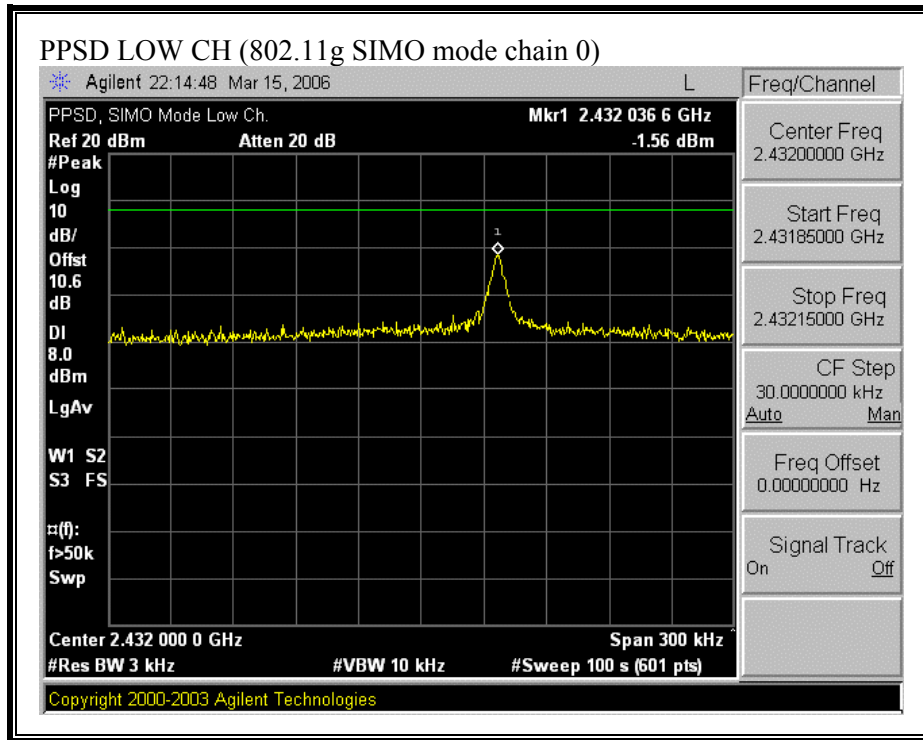 PPSD LOW CH (802.11g SIMO mode chain 0)
Agilent 22:14:48 Mar 15, 2006 L
PPSD, SIMO Mode Low Ch. Mkr1 2.432 036 6 GHz
Ref 20 dBm Atten 20 dB -1.56 dBm
#Peak
Log
10
dB/
Offst
10.6
dB
DI
8.0
dBm
LgAv
W1 S2
S3 FS
¤(f):
f>50k
Swp
1
Center 2.432 000 0 GHz Span 300 kHz ^
#Res BW 3 kHz #VBW 10 kHz #Sweep 100 s (601 pts)
Copyright 2000-2003 Agilent Technologies
Freq/Channel
Center Freq
2.43200000 GHz
Start Freq
2.43185000 GHz
Stop Freq
2.43215000 GHz
CF Step
30.0000000 kHz
Auto Man
Freq Offset
0.00000000 Hz
Signal Track
On Off